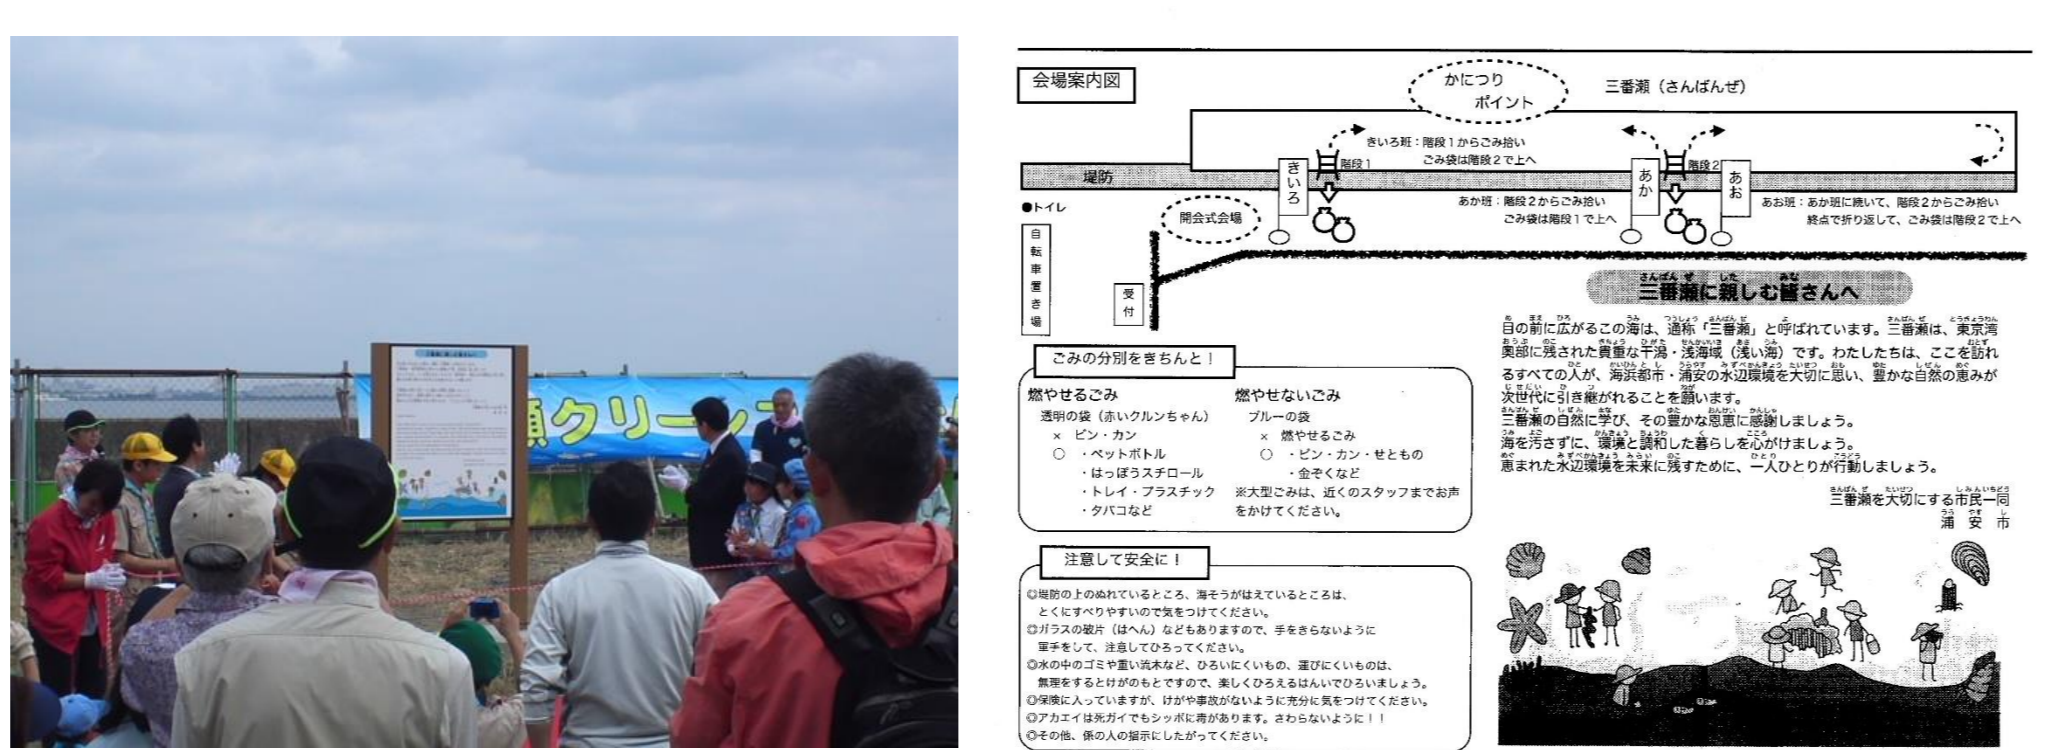 瀬クリーン
会場案内図
かにつり
ポイント
三番瀬（さんばんぜ）
きいろ班：階段１からごみ拾い
ごみ袋は階段２で上へ
階段１
階段２
きいろ
あか
あお
堤防
●トイレ
開会式会場
あか班：階段２からごみ拾い
ごみ袋は階段１で上へ
あお班：あか班に続いて、階段２からごみ拾い
終点で折り返して、ごみ袋は階段２で上へ
自転車置き場
受付
ごみの分別をきちんと！
燃やせるごみ
透明の袋（赤いクルンちゃん）
× ビン・カン
○ ・ペットボトル
・はっぽうスチロール
・トレイ・プラスチック
・タバコなど
燃やせないごみ
ブルーの袋
× 燃やせるごみ
○ ・ビン・カン・せともの
・金ぞくなど
※大型ごみは、近くのスタッフまでお声
をかけてください。
注意して安全に！
◎堤防の上のぬれているところ、海そうがはえているところは、
とくにすべりやすいので気をつけてください。
◎ガラスの破片（はへん）などもありますので、手をきらないように
軍手をして、注意してひろってください。
◎水の中のゴミや重い流木など、ひろいにくいもの、運びにくいものは、
無理をするとけがのもとですので、楽しくひろえるはんいでひろいましょう。
◎保険に入っていますが、けがや事故がないように充分に気をつけてください。
◎アカエイは死ガイでもシッポに毒があります。さわらないように！！
◎その他、係の人の指示にしたがってください。
三番瀬に親しむ皆さんへ
目の前に広がるこの海は、通称「三番瀬」と呼ばれています。三番瀬は、東京湾
奥部に残された貴重な干潟・浅海域（浅い海）です。わたしたちは、ここを訪れ
るすべての人が、海浜都市・浦安の水辺環境を大切に思い、豊かな自然の恵みが
次世代に引き継がれることを願います。
三番瀬の自然に学び、その豊かな恩恵に感謝しましょう。
海を汚さずに、環境と調和した暮らしを心がけましょう。
恵まれた水辺環境を未来に残すために、一人ひとりが行動しましょう。
三番瀬を大切にする市民一同
浦安市